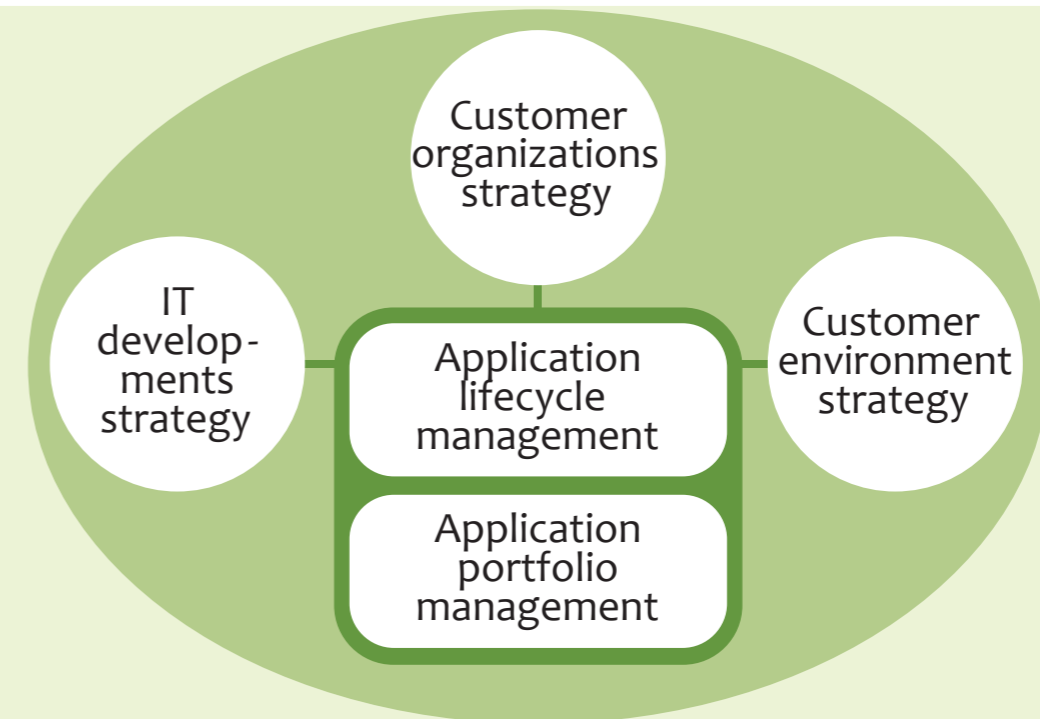 Customer
organizations
strategy
IT
develop-
ments
strategy
Application
lifecycle
management
Customer
environment
strategy
Application
portfolio
management